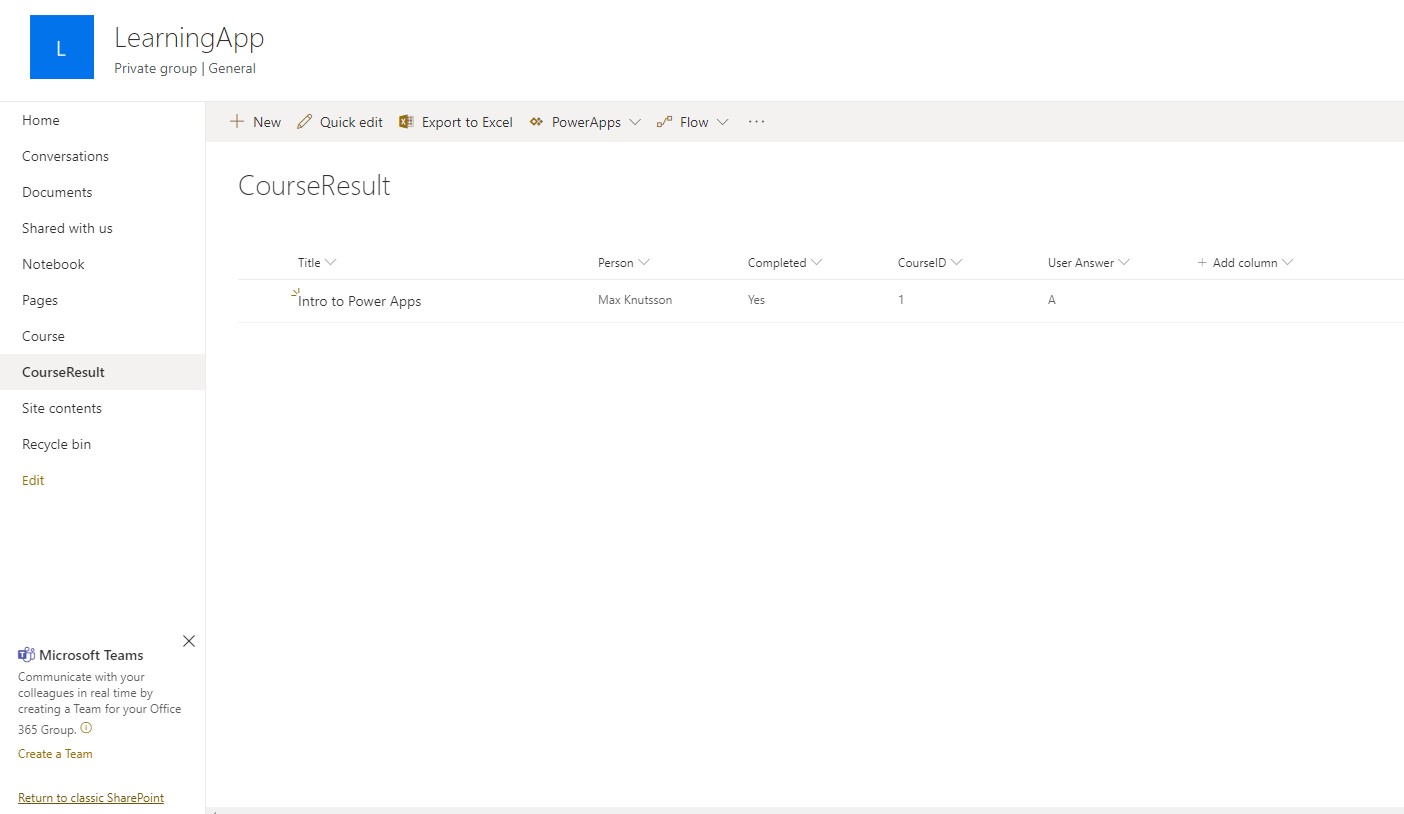 L
LearningApp
Private group | General
Home
Conversations
Documents
Shared with us
Notebook
Pages
Course
CourseResult
Site contents
Recycle bin
Edit
Microsoft Teams
Communicate with your
colleagues in real time by
creating a Team for your Office
365 Group.
Create a Team
Return to classic SharePoint
New Quick edit Export to Excel PowerApps Flow ...
CourseResult
Title Person Completed CourseID User Answer + Add column
Intro to Power Apps Max Knutsson Yes 1 A